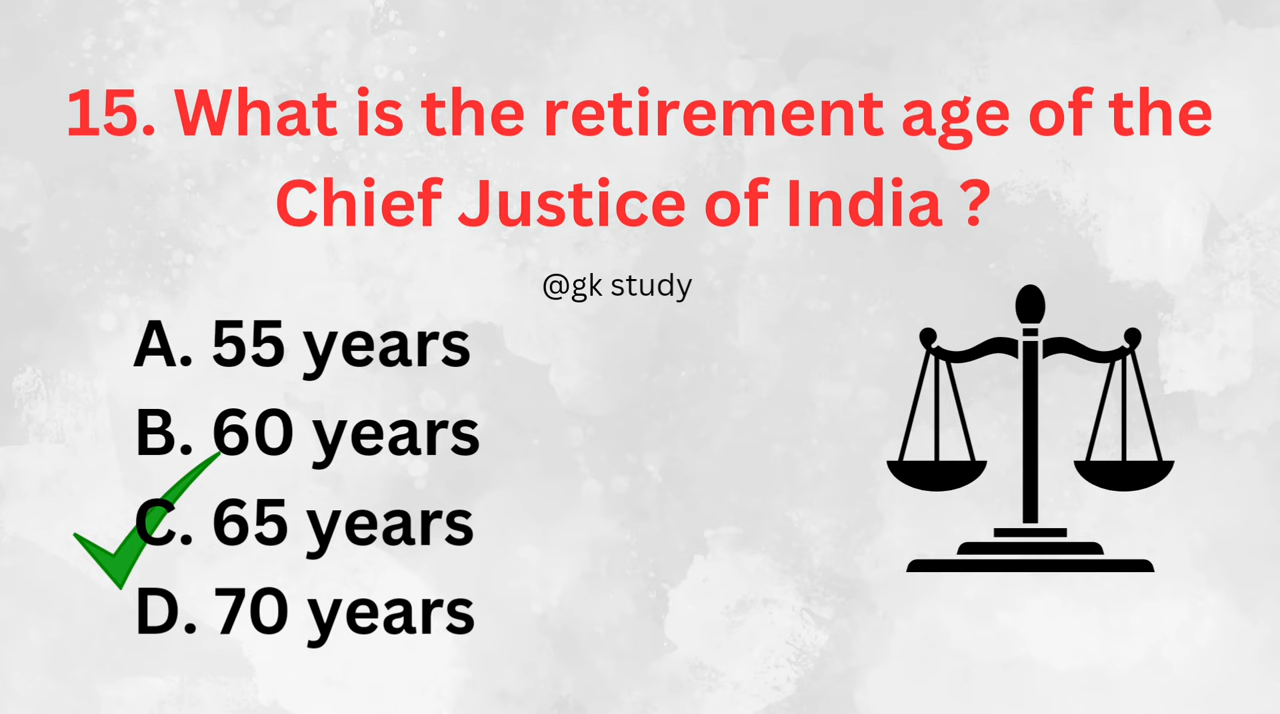 15. What is the retirement age of the
Chief Justice of India ?
@gk study
A. 55 years
B. 60 years
C. 65 years
D. 70 years